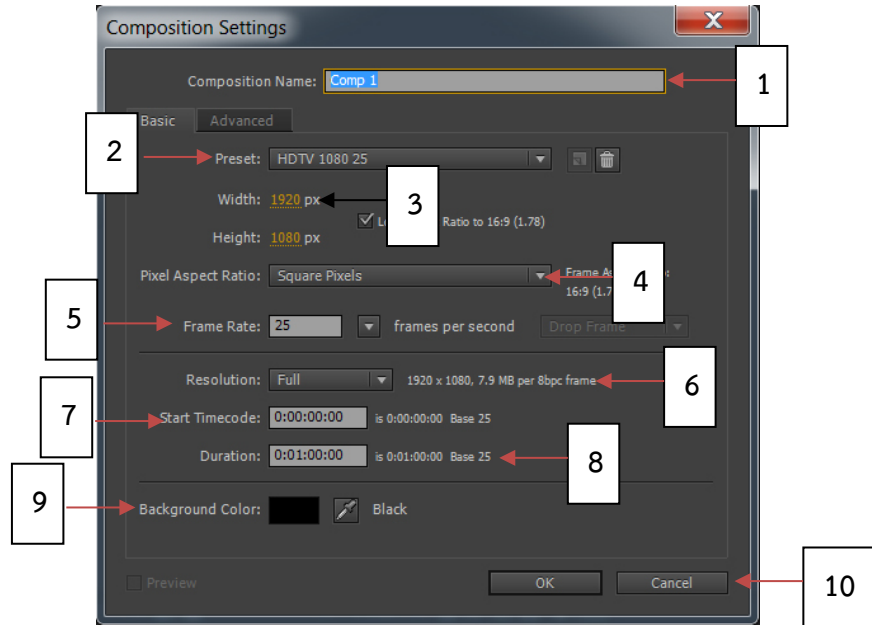 Composition Settings
X
Composition Name: Comp 1
1
Basic Advanced
2
Preset: HDTV 1080 25
Width: 1920 px
3
Ratio to 16:9 (1.78)
Height: 1080 px
Pixel Aspect Ratio: Square Pixels
4
Frame
16:9
5
Frame Rate: 25 frames per second Drop Frame
Resolution: Full 1920 x 1080, 7.9 MB per 8bpc frame
6
7
Start Timecode: 0:00:00:00 is 0:00:00:00 Base 25
Duration: 0:01:00:00 is 0:01:00:00 Base 25
8
9
Background Color: Black
Preview OK Cancel
10